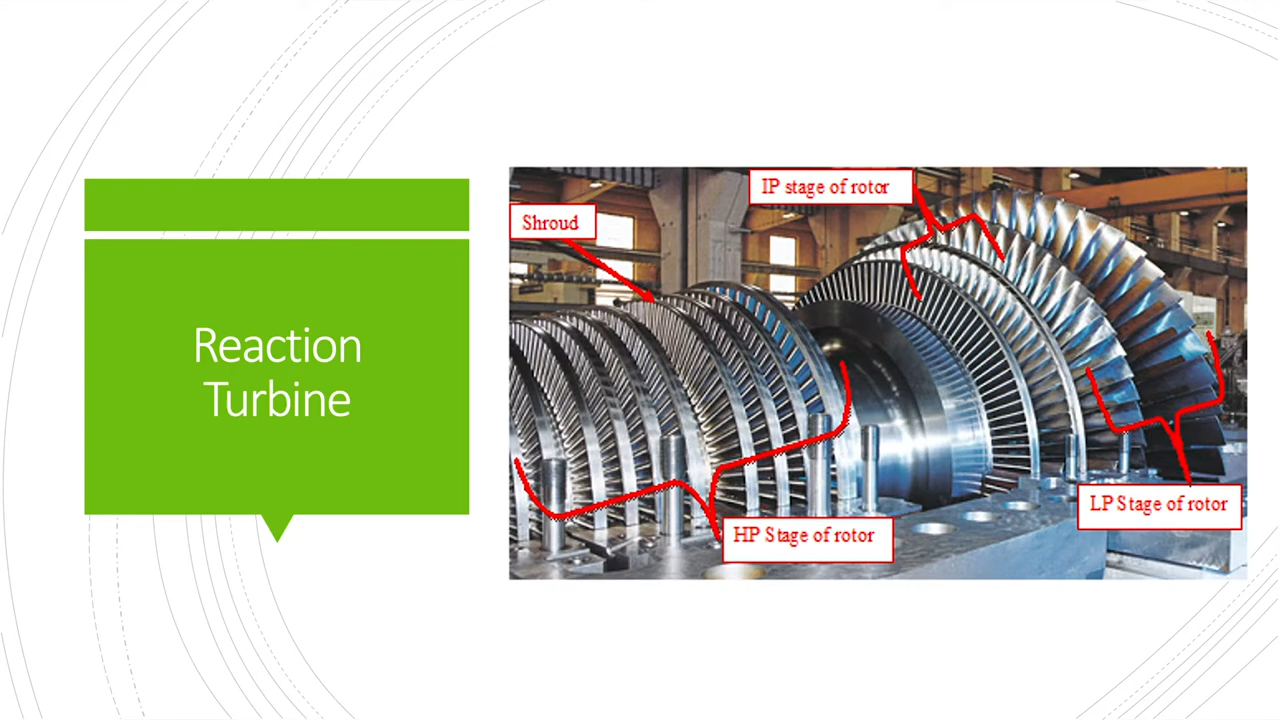 Reaction
Turbine
IP stage of rotor
Shroud
LP Stage of rotor
HP Stage of rotor